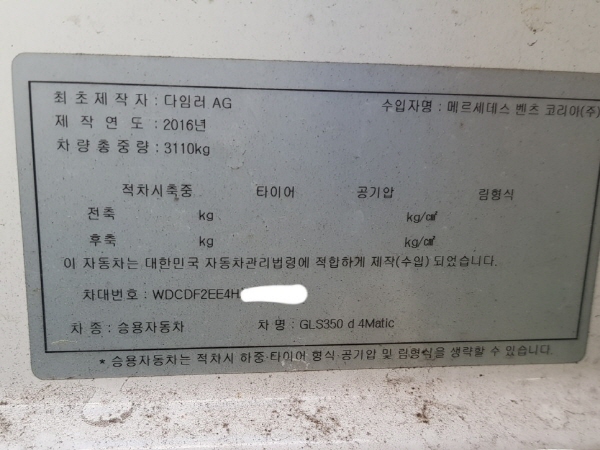 최초제작자 : 다임러 AG 수입자명 : 메르세데스 벤츠 코리아(주)
제 작 연 도 : 2016년
차량총중량 : 3110kg
적차시축중 타이어 공기압 림형식
전축 kg kg/㎠
후축 kg kg/㎠
이 자동차는 대한민국 자동차관리법령에 적합하게 제작(수입) 되었습니다.
차대번호 : WDCDF2EE4H
차 종 : 승용자동차 차 명 : GLS350 d 4Matic
* 승용자동차는 적차시 하중·타이어 형식·공기압 및 림형식을 생략할 수 있습니다.